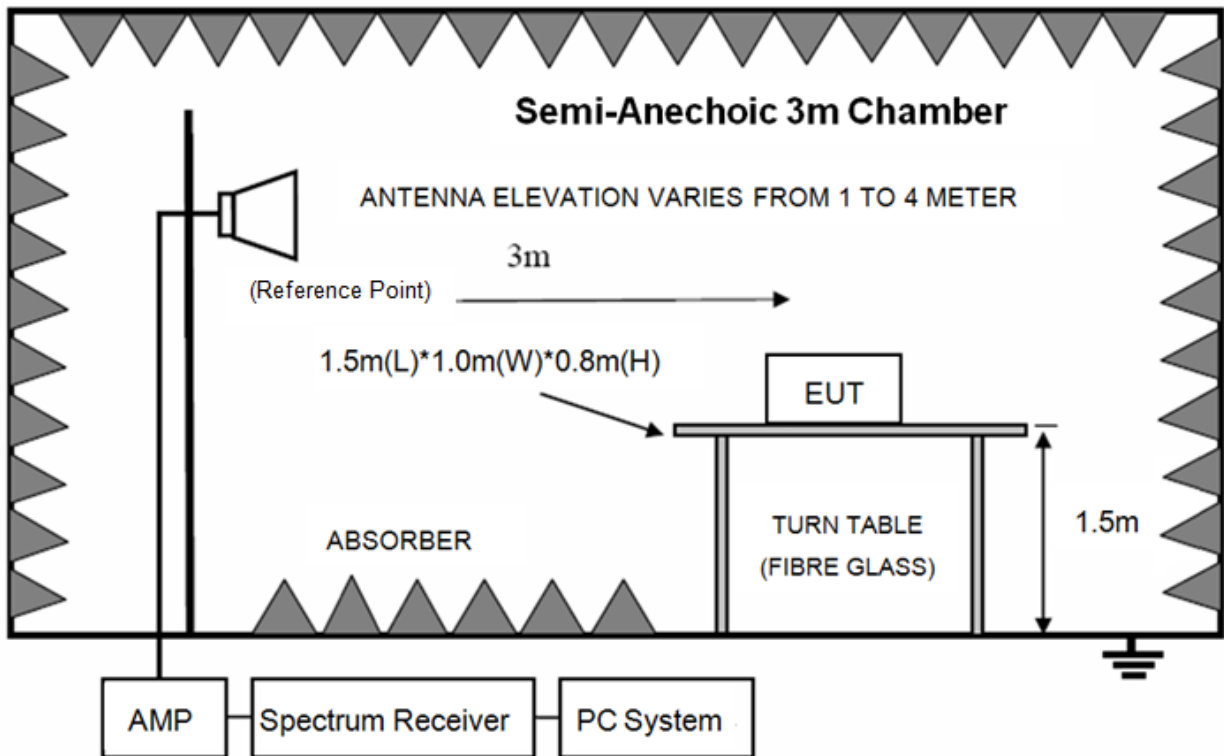 Semi-Anechoic 3m Chamber
ANTENNA ELEVATION VARIES FROM 1 TO 4 METER
3m
(Reference Point)
1.5m(L)*1.0m(W)*0.8m(H)
EUT
TURN TABLE
(FIBRE GLASS)
1.5m
ABSORBER
AMP
Spectrum Receiver
PC System